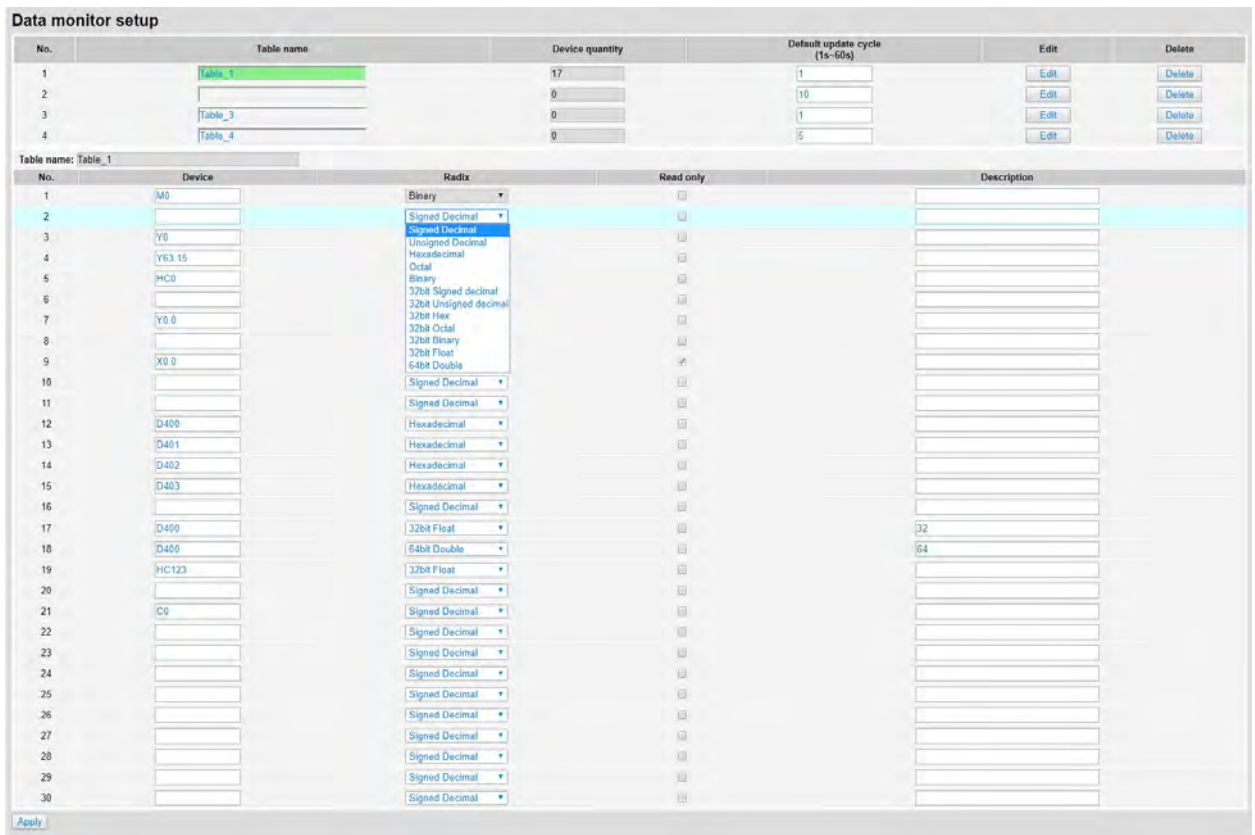 Data monitor setup
No. Table name Device quantity Default update cycle (1s~60s) Edit Delete
1 Table_1 17 1 Edit Delete
2 0 10 Edit Delete
3 Table_3 0 1 Edit Delete
4 Table_4 0 5 Edit Delete
Table name: Table_1
No. Device Radix Read only Description
1 M0 Binary
2 Signed Decimal
Signed Decimal
3 Y0
Unsigned Decimal
Hexadecimal
4 Y63.15
Octal
5 HC0
Binary
32bit Signed decimal
6
32bit Unsigned decimal
7 Y0.0
32bit Hex
32bit Octal
8
32bit Binary
32bit Float
9 X0.0
64bit Double
10 Signed Decimal
11 Signed Decimal
12 D400 Hexadecimal
13 D401 Hexadecimal
14 D402 Hexadecimal
15 D403 Hexadecimal
16 Signed Decimal
17 D400 32bit Float 32
18 D400 64bit Double 64
19 HC123 32bit Float
20 Signed Decimal
21 C0 Signed Decimal
22 Signed Decimal
23 Signed Decimal
24 Signed Decimal
25 Signed Decimal
26 Signed Decimal
27 Signed Decimal
28 Signed Decimal
29 Signed Decimal
30 Signed Decimal
Apply